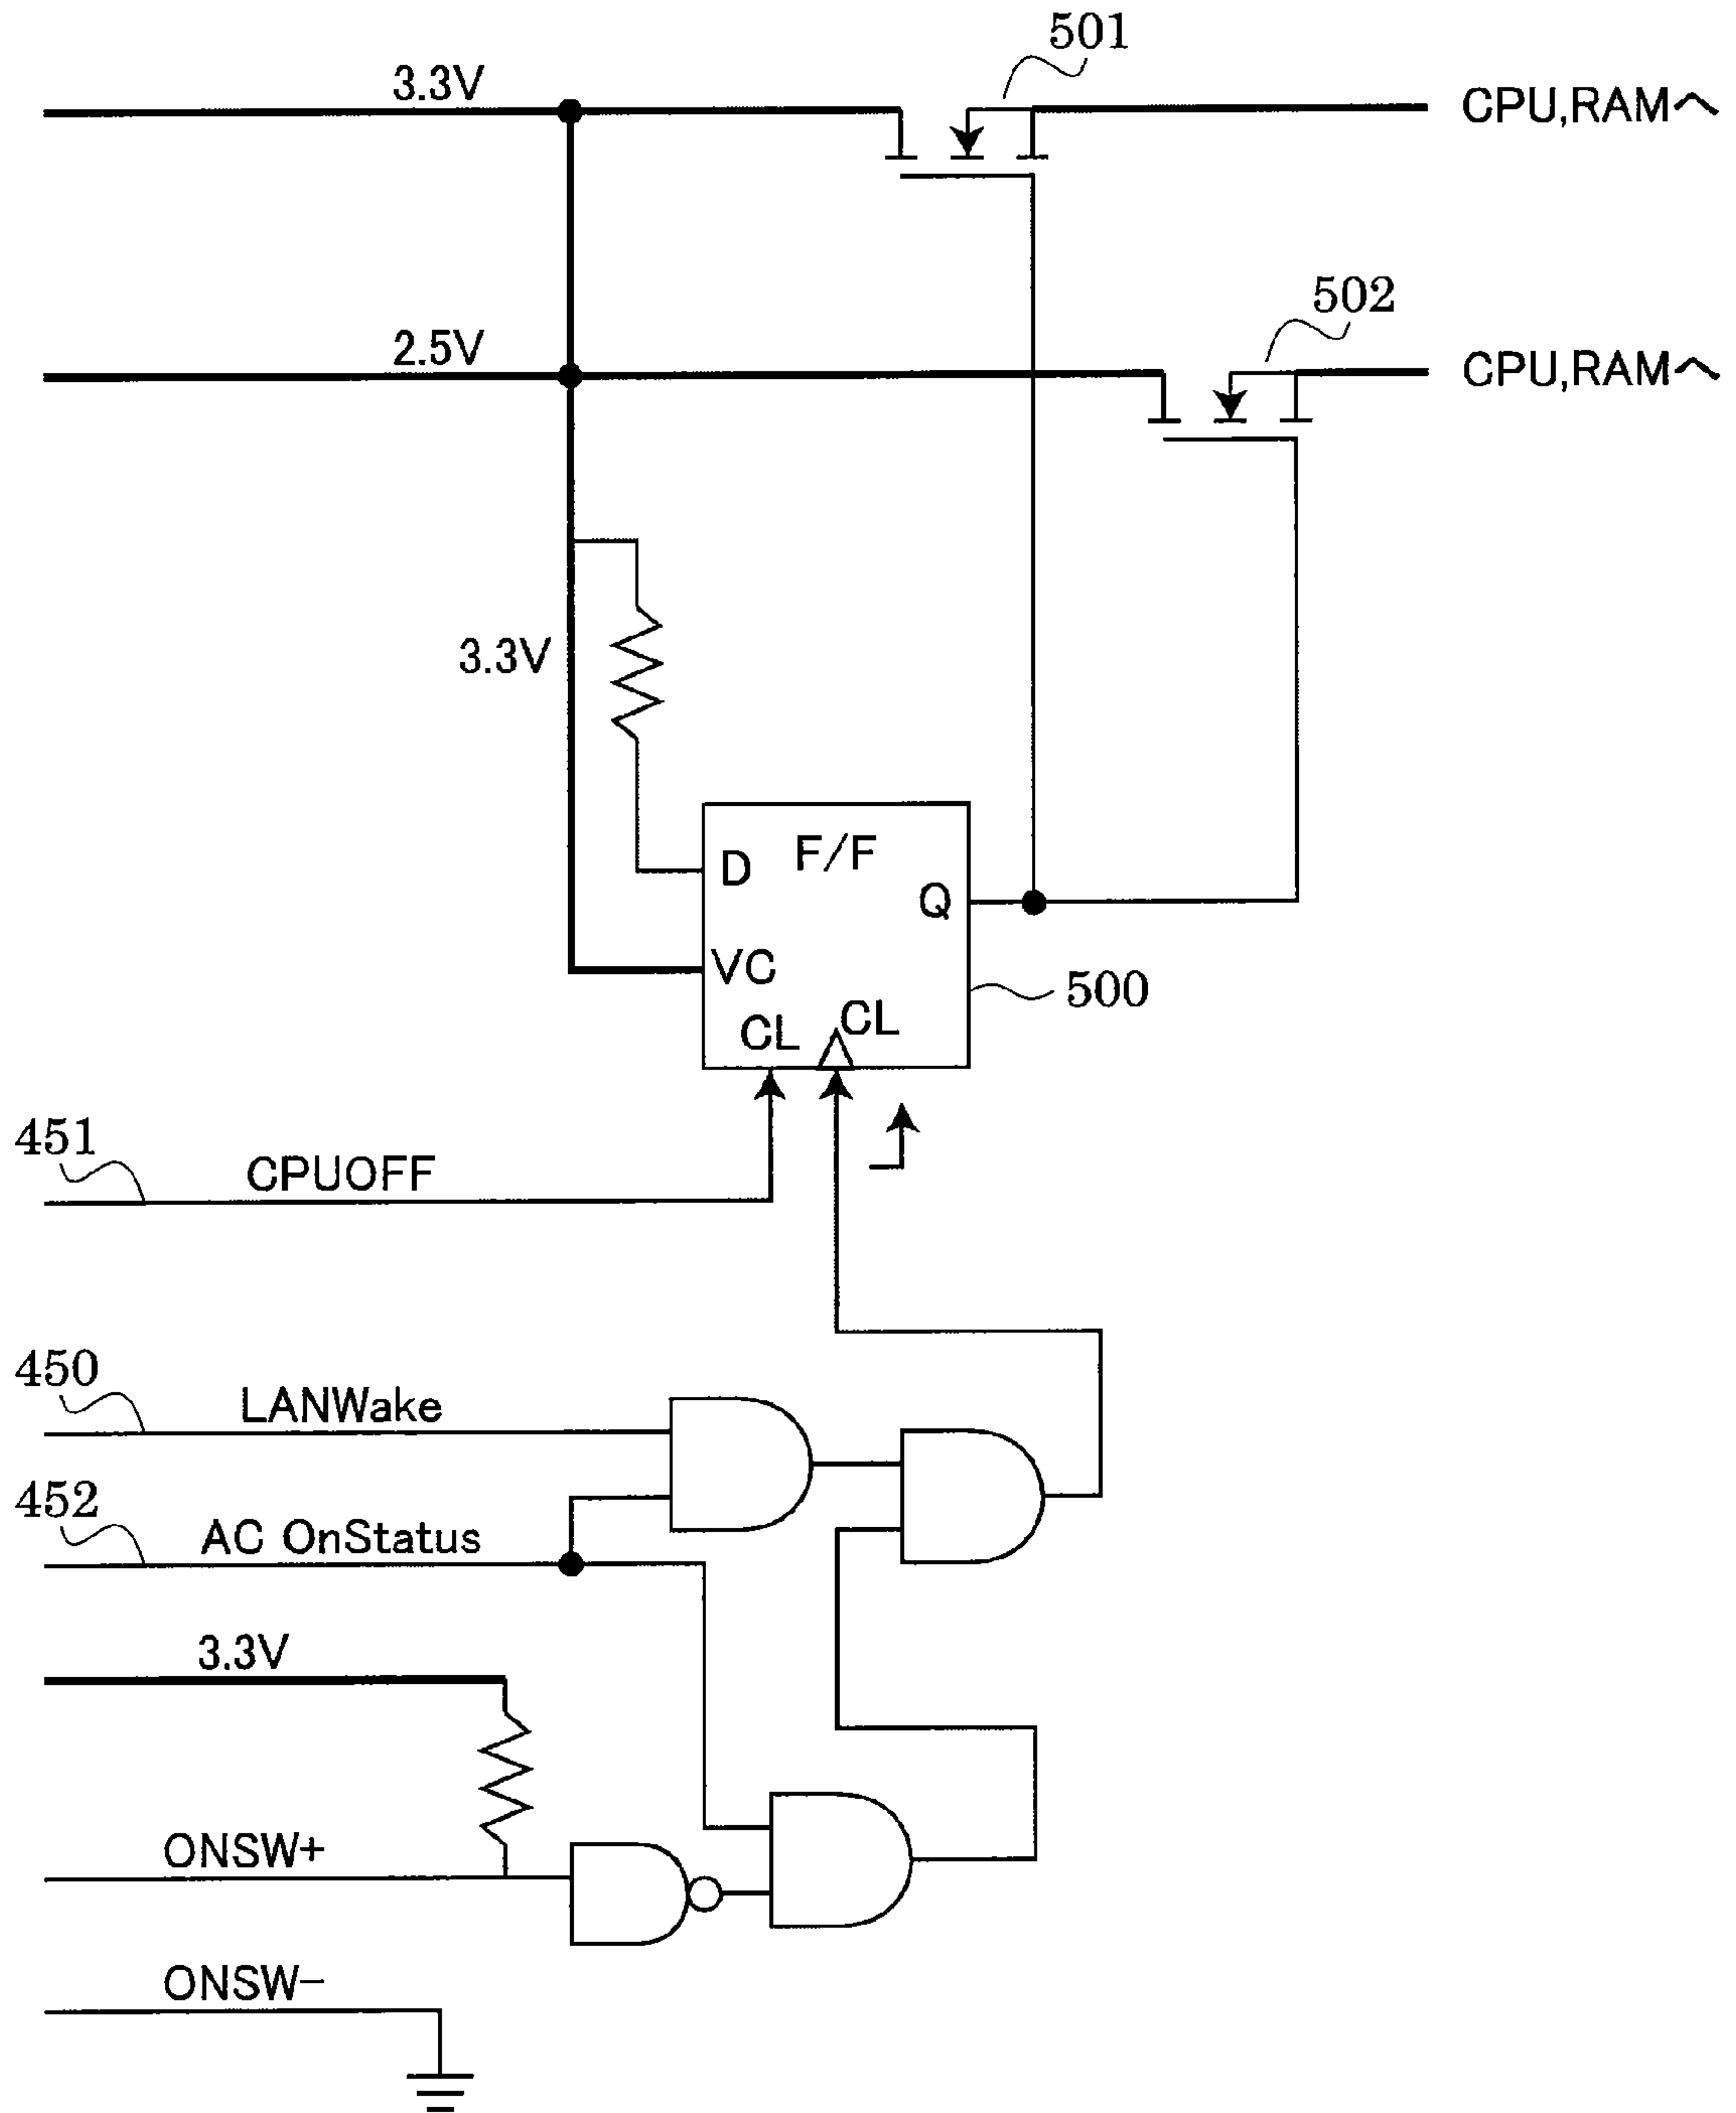 501
3.3V
CPU,RAMへ
502
2.5V
CPU,RAMへ
3.3V
F/F
D
Q
VC
500
CL
CL
451
CPUOFF
450
LANWake
452
AC OnStatus
3.3V
ONSW+
ONSW−